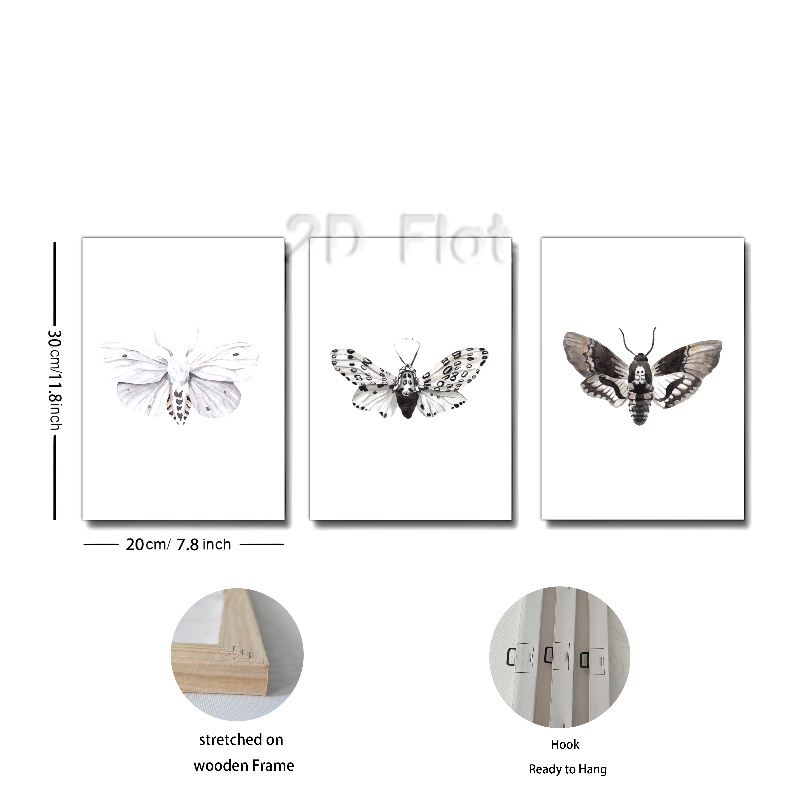 2D Flat
30cm/11.8inch
20cm/ 7.8 inch
stretched on
wooden Frame
Hook
Ready to Hang